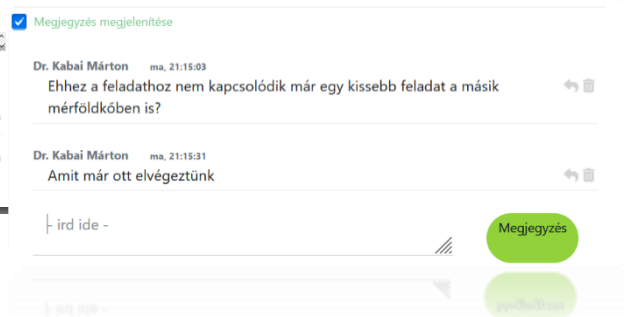 Megjegyzés megjelenítése
Dr. Kabai Márton ma, 21:15:03
Ehhez a feladathoz nem kapcsolódik már egy kissebb feladat a másik
mérföldkőben is?
Dr. Kabai Márton ma, 21:15:31
Amit már ott elvégeztünk
- ird ide -
Megjegyzés